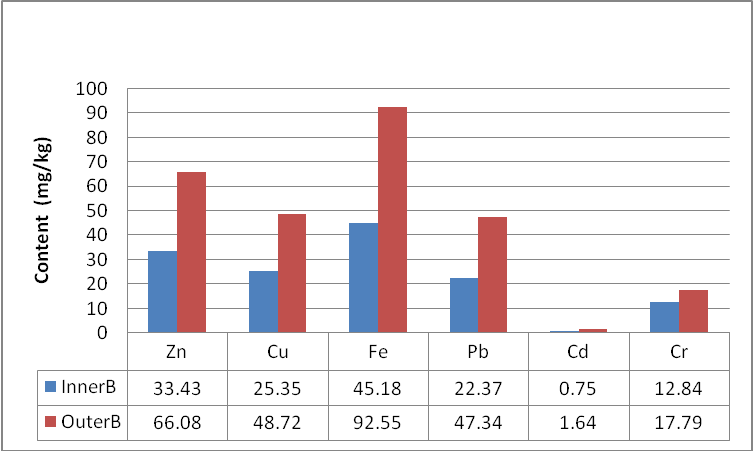 Content (mg/kg)
100
90
80
70
60
50
40
30
20
10
0
Zn Cu Fe Pb Cd Cr
InnerB 33.43 25.35 45.18 22.37 0.75 12.84
OuterB 66.08 48.72 92.55 47.34 1.64 17.79